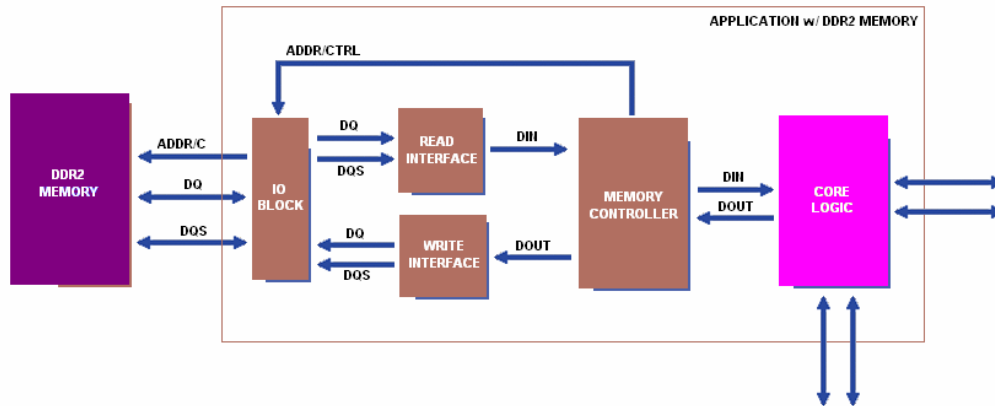 APPLICATION w/ DDR2 MEMORY
ADDR/CTRL
DDR2
MEMORY
ADDR/C
DQ
DQS
IO
BLOCK
DQ
DQS
READ
INTERFACE
DIN
DQ
DQS
WRITE
INTERFACE
DOUT
MEMORY
CONTROLLER
DIN
DOUT
CORE
LOGIC